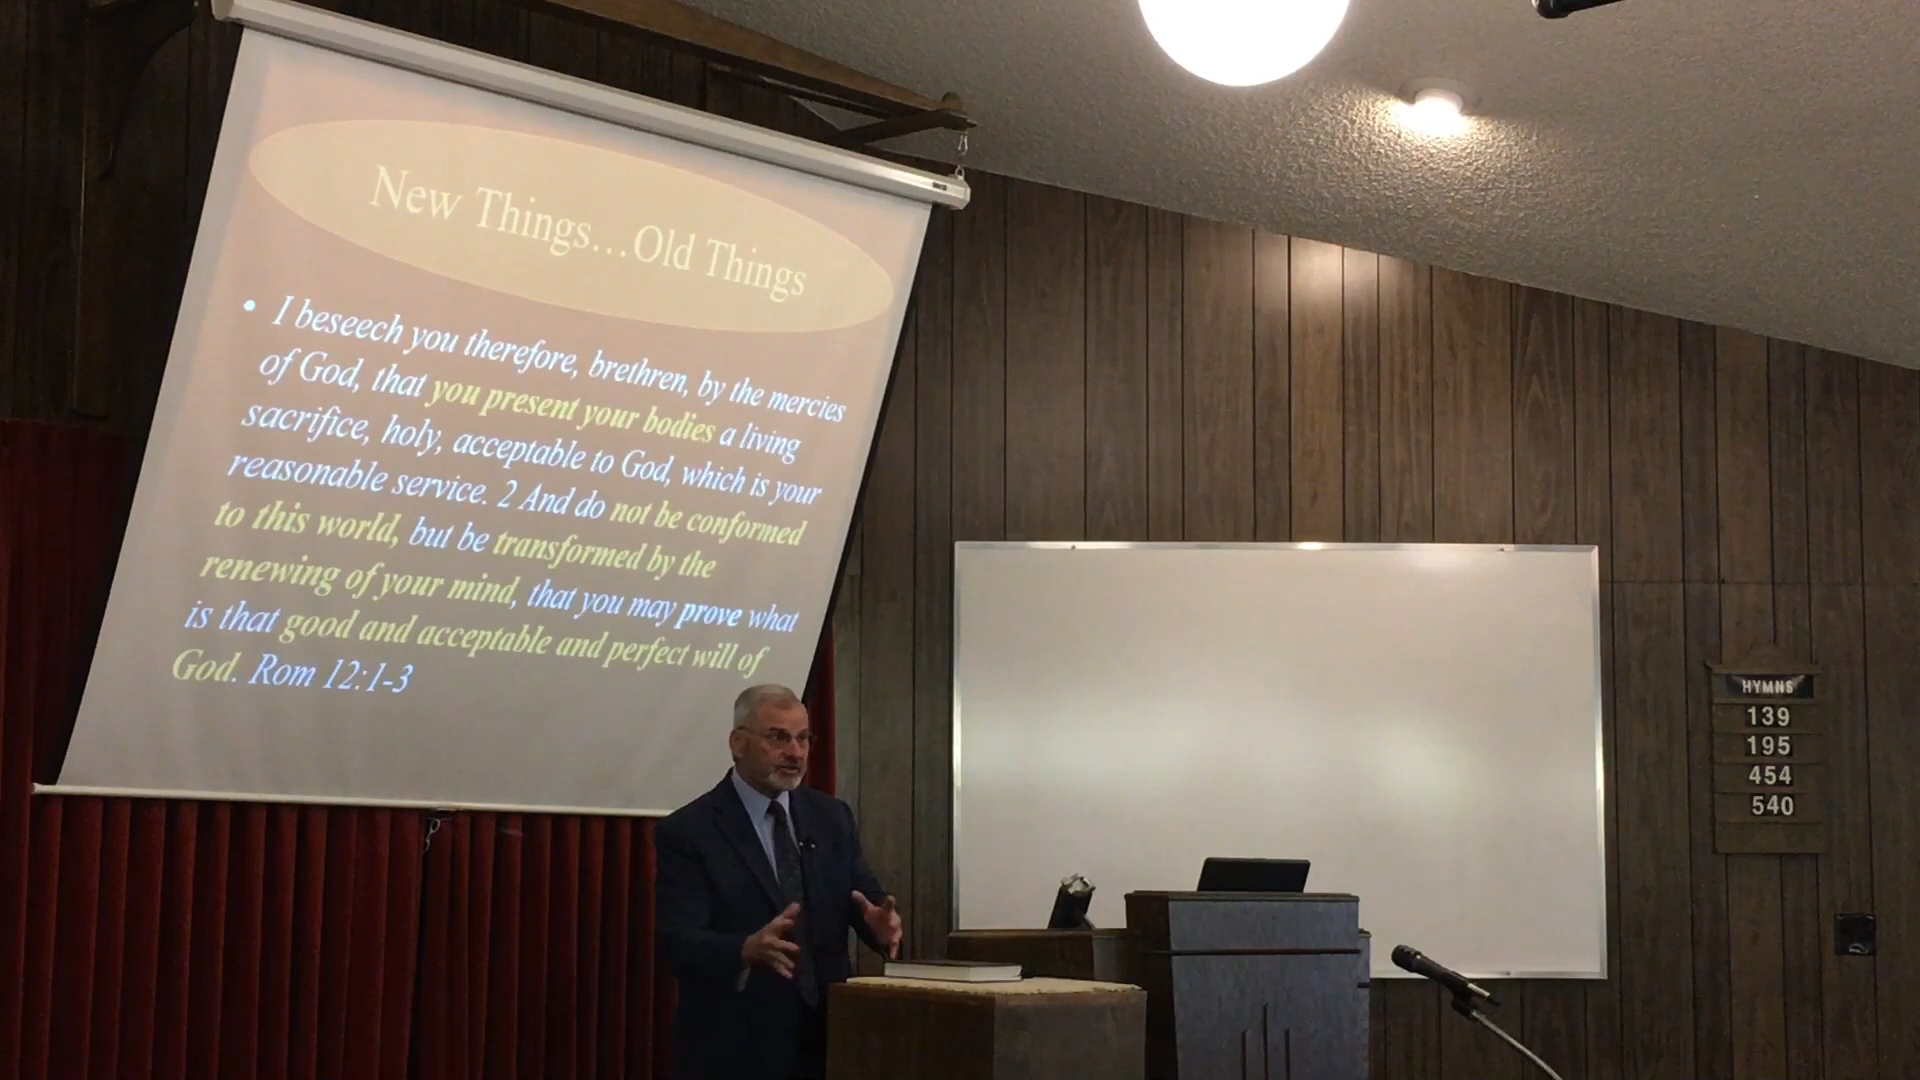 New Things...Old Things
• I beseech you therefore, brethren, by the mercies
of God, that you present your bodies a living
sacrifice, holy, acceptable to God, which is your
reasonable service. 2 And do not be conformed
to this world, but be transformed by the
renewing of your mind, that you may prove what
is that good and acceptable and perfect will of
God. Rom 12:1-3
HYMNS
139
195
454
540